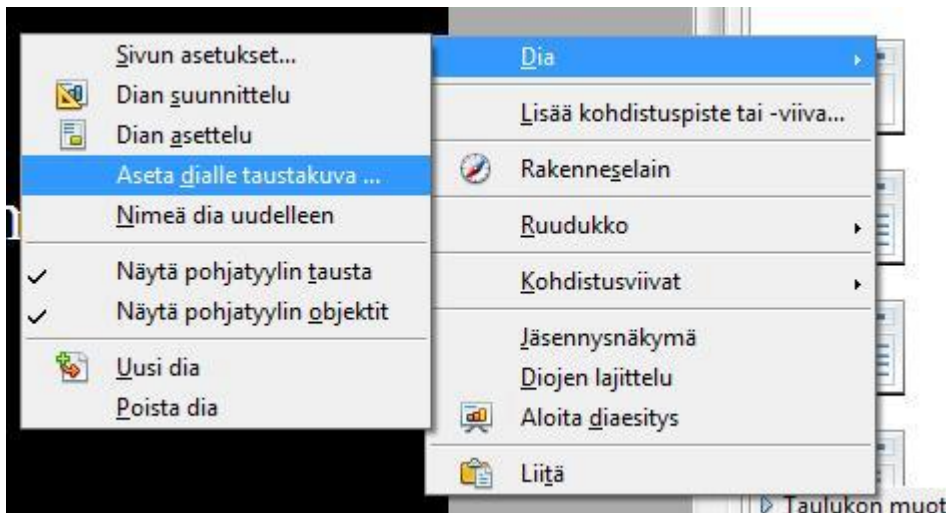 Sivun asetukset...
Dian suunnittelu
Dian asettelu
Aseta dialle taustakuva ...
Nimeä dia uudelleen
Näytä pohjatyylin tausta
Näytä pohjatyylin objektit
Uusi dia
Poista dia
Dia
Lisää kohdistuspiste tai -viiva...
Rakenneselain
Ruudukko
Kohdistusviivat
Jäsennysnäkymä
Diojen lajittelu
Aloita diaesitys
Liitä
Taulukon muot